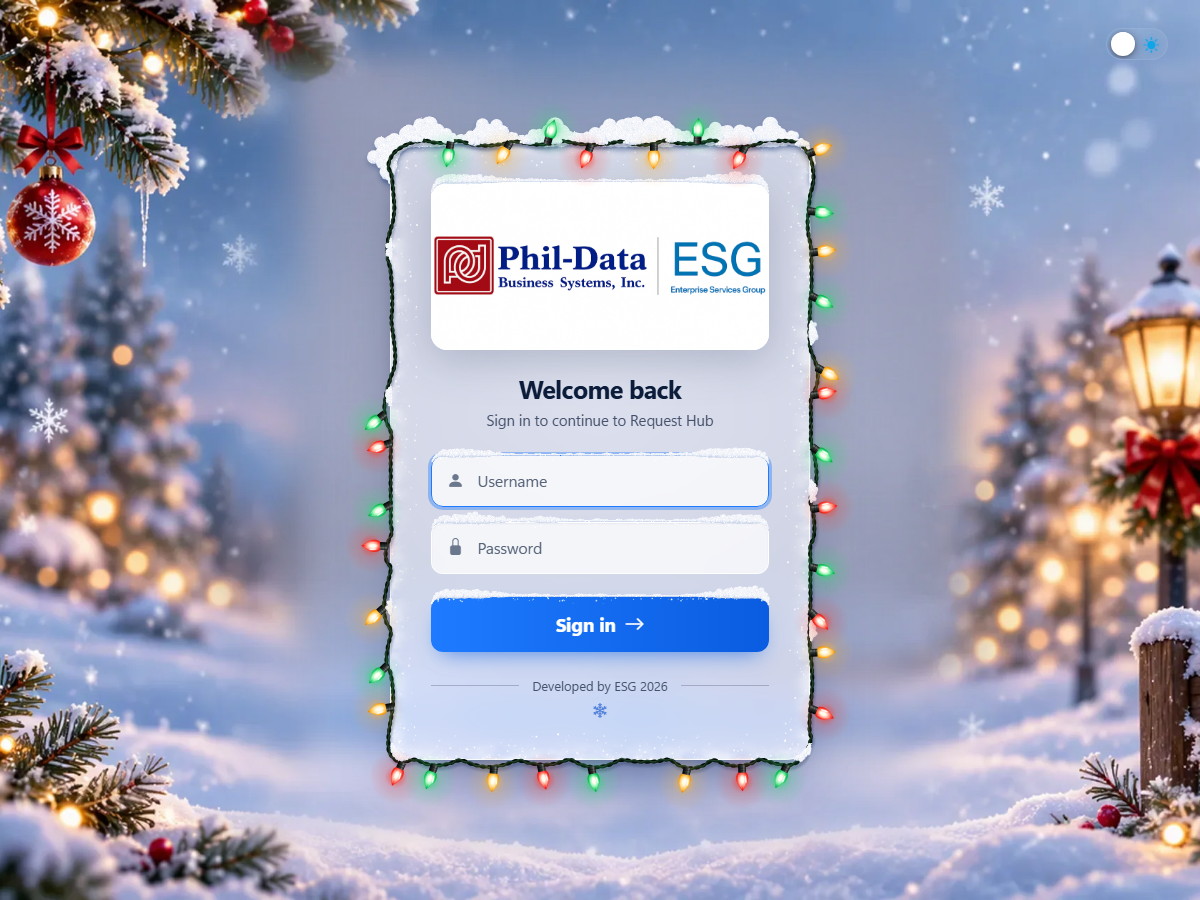 Phil-Data
Business Systems, Inc.
ESG
Enterprise Services Group
Welcome back
Sign in to continue to Request Hub
Username
Password
Sign in →
Developed by ESG 2026